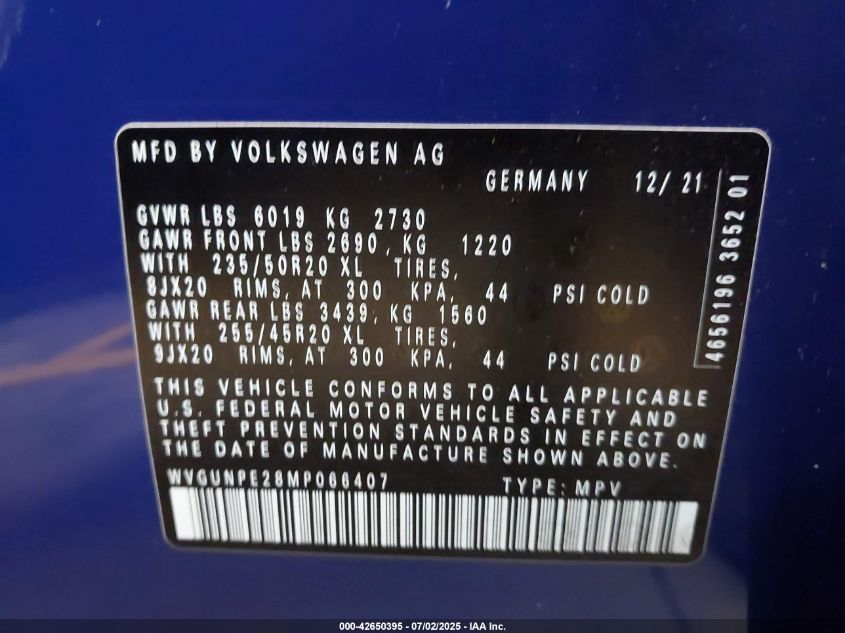 MFD BY VOLKSWAGEN AG
GERMANY 12/ 21
GVWR LBS 6019 KG 2730
GAWR FRONT LBS 2690, KG 1220
WITH 235/50R20 XL TIRES,
8JX20 RIMS, AT 300 KPA, 44 PSI COLD
GAWR REAR LBS 3439, KG 1560
WITH 255/45R20 XL TIRES,
9JX20 RIMS, AT 300 KPA, 44 PSI COLD
THIS VEHICLE CONFORMS TO ALL APPLICABLE
U.S. FEDERAL MOTOR VEHICLE SAFETY AND
THEFT PREVENTION STANDARDS IN EFFECT ON
THE DATE OF MANUFACTURE SHOWN ABOVE.
WVGUNPE28MP066407 TYPE: MPV
4656196 3652 01
000-42650395 - 07/02/2025 - IAA Inc.